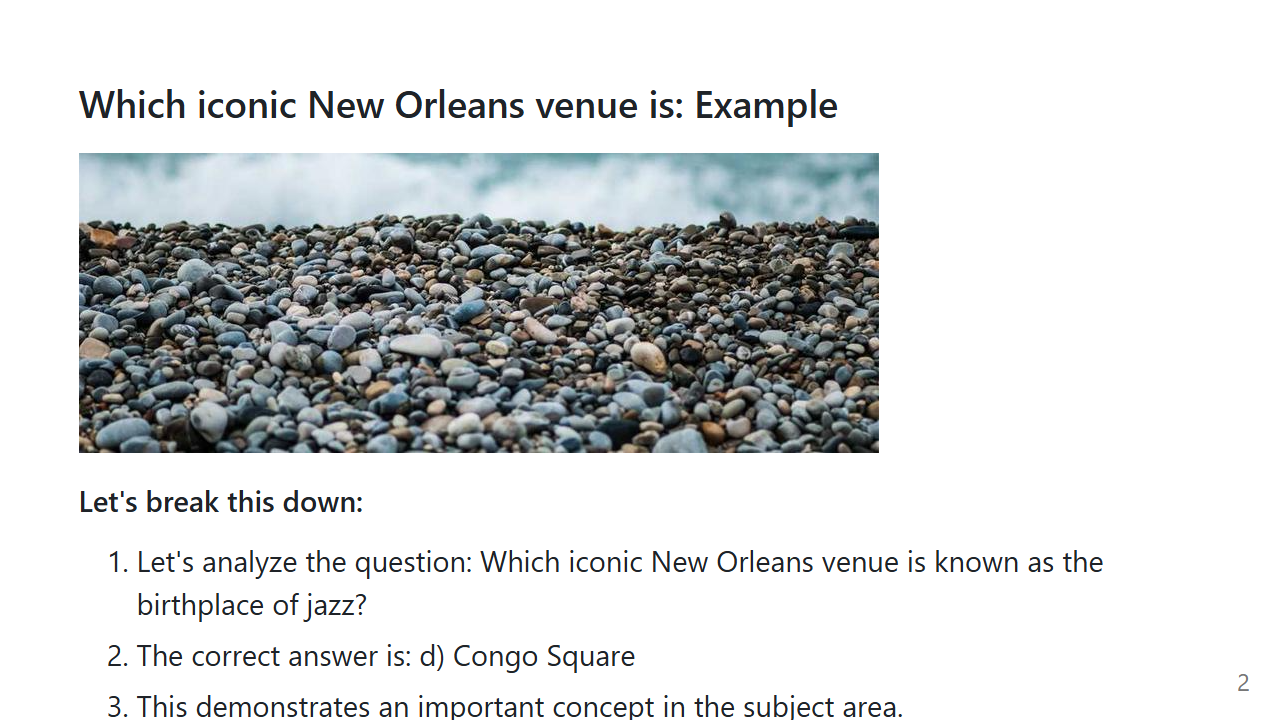 Which iconic New Orleans venue is: Example
Let's break this down:
1. Let's analyze the question: Which iconic New Orleans venue is known as the
birthplace of jazz?
2. The correct answer is: d) Congo Square
3. This demonstrates an important concept in the subject area.
2